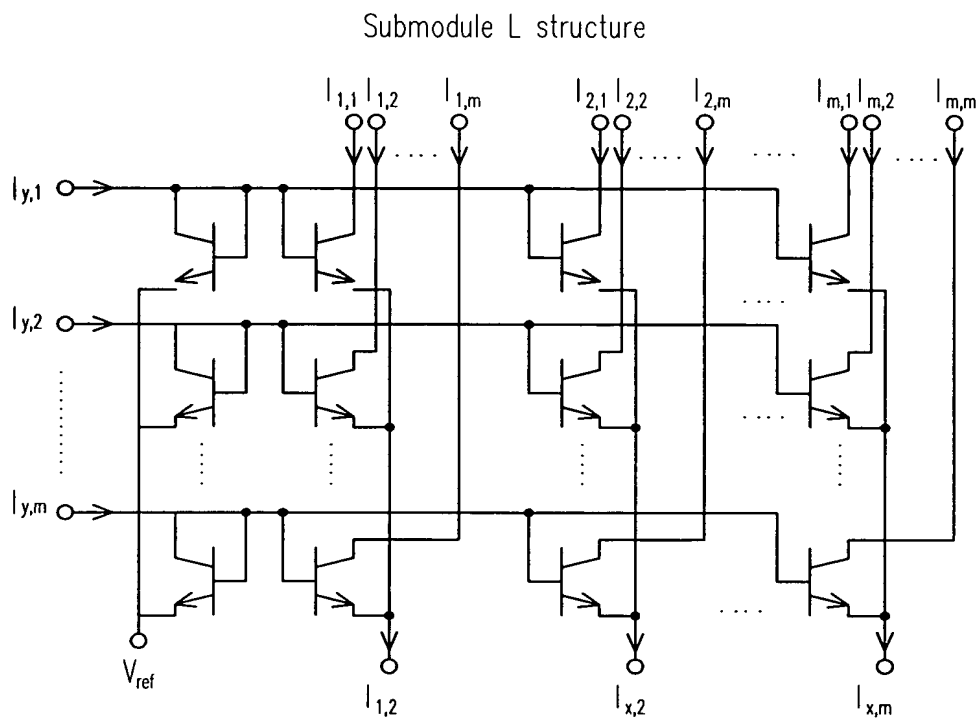 Submodule L structure
I1,1 I1,2 I1,m I2,1 I2,2 I2,m Im,1 Im,2 Im,m
Iy,1
Iy,2
Iy,m
Vref
I1,2 Ix,2 Ix,m